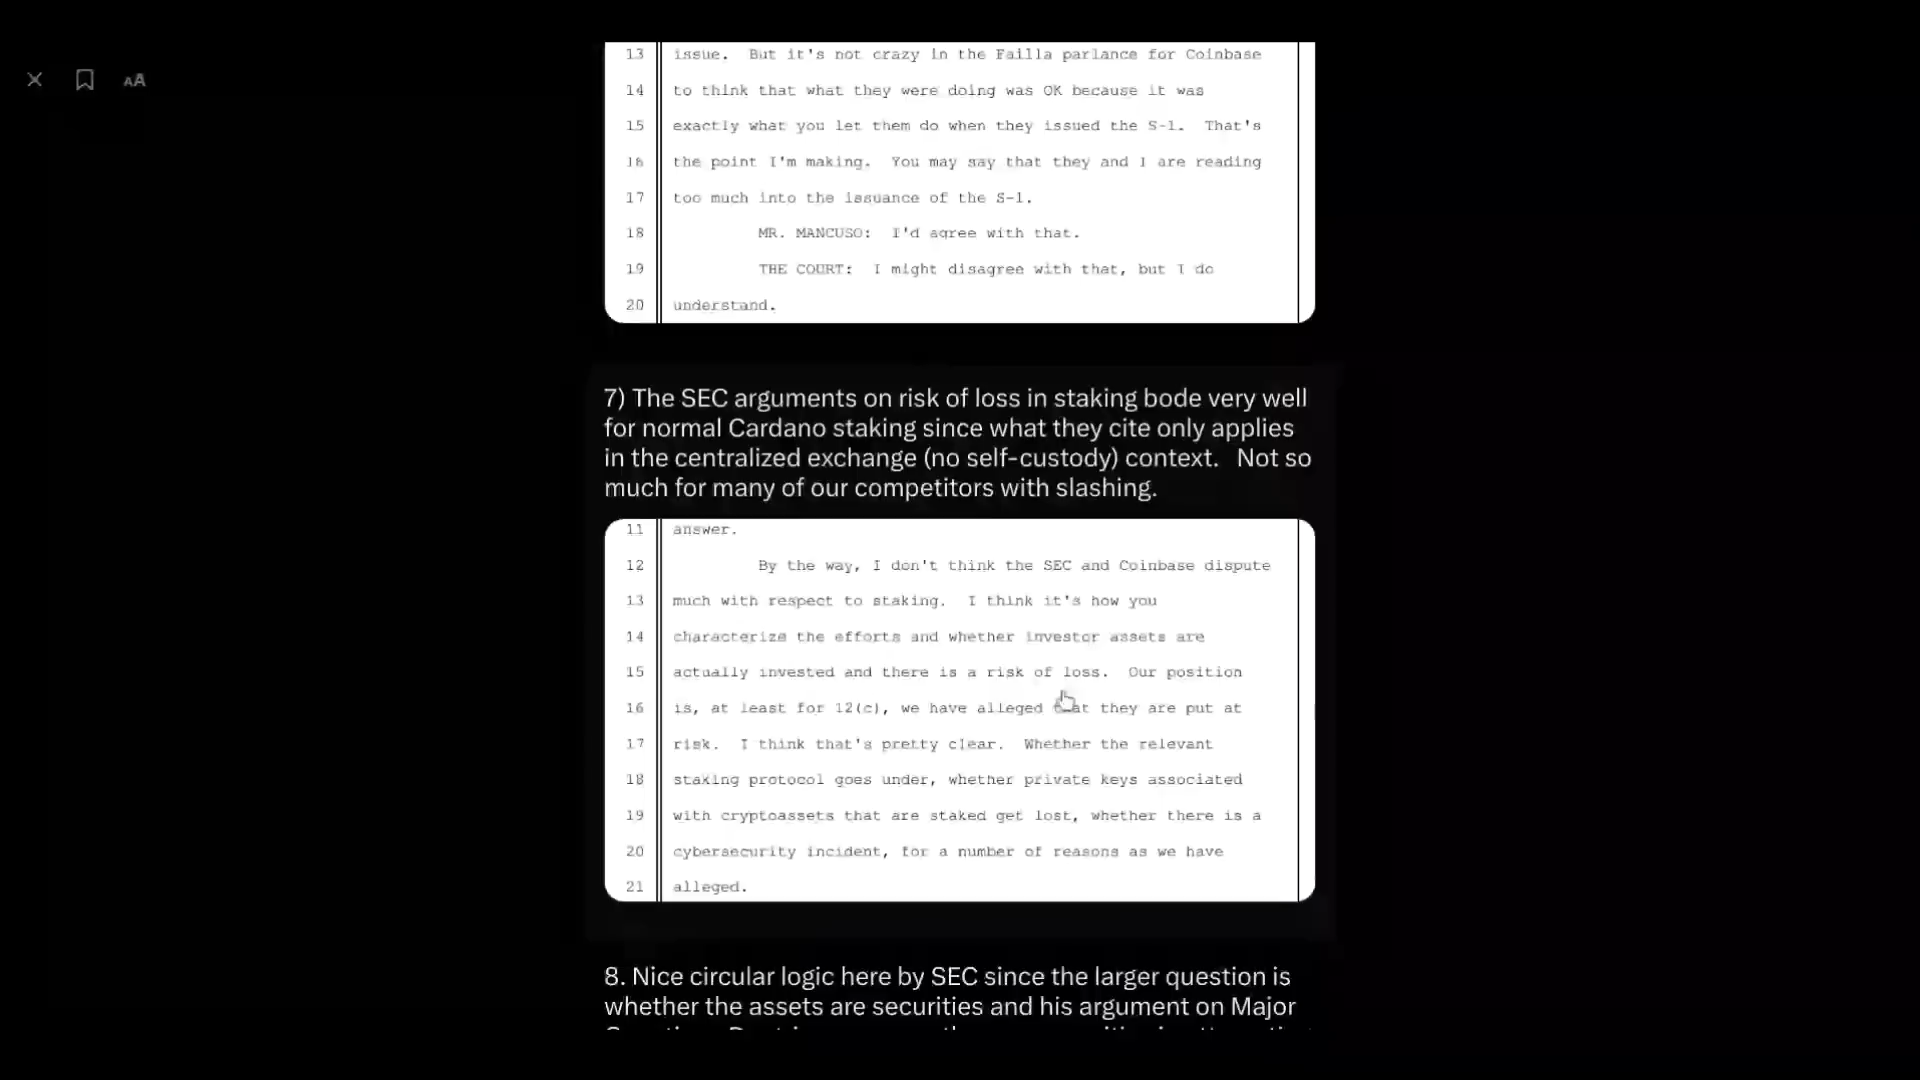 AA
13 issue. But it's not crazy in the Failla parlance for Coinbase
14 to think that what they were doing was OK because it was
15 exactly what you let them do when they issued the S-1. That's
16 the point I'm making. You may say that they and I are reading
17 too much into the issuance of the S-1.
18 MR. MANCUSO: I'd agree with that.
19 THE COURT: I might disagree with that, but I do
20 understand.
7) The SEC arguments on risk of loss in staking bode very well
for normal Cardano staking since what they cite only applies
in the centralized exchange (no self-custody) context. Not so
much for many of our competitors with slashing.
11 answer.
12 By the way, I don't think the SEC and Coinbase dispute
13 much with respect to staking. I think it's how you
14 characterize the efforts and whether investor assets are
15 actually invested and there is a risk of loss. Our position
16 is, at least for 12(c), we have alleged that they are put at
17 risk. I think that's pretty clear. Whether the relevant
18 staking protocol goes under, whether private keys associated
19 with cryptoassets that are staked get lost, whether there is a
20 cybersecurity incident, for a number of reasons as we have
21 alleged.
8. Nice circular logic here by SEC since the larger question is
whether the assets are securities and his argument on Major